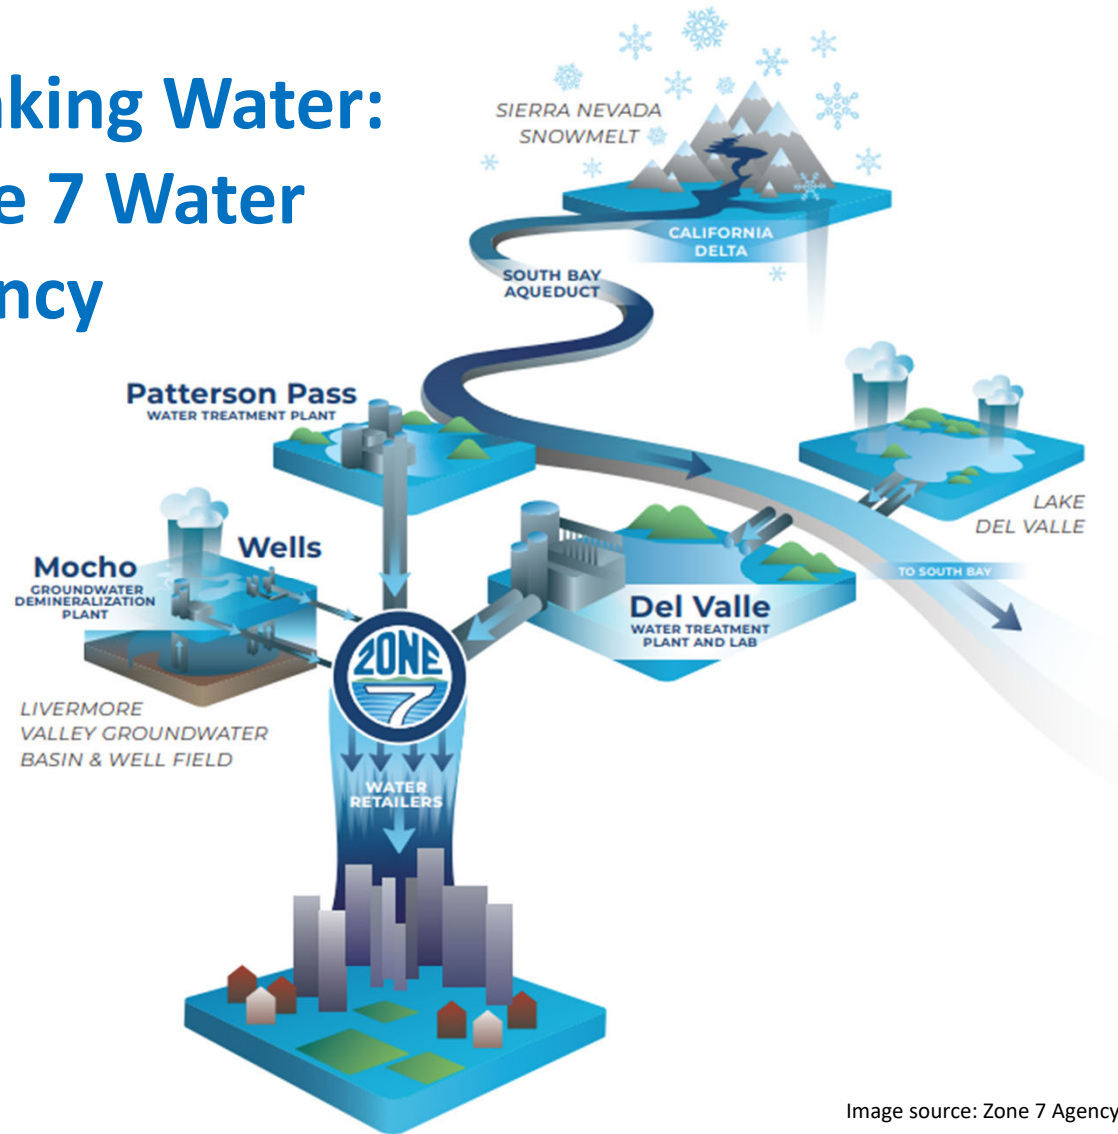 aking Water:
e 7 Water
ency
SIERRA NEVADA
SNOWMELT
CALIFORNIA
DELTA
SOUTH BAY
AQUEDUCT
Patterson Pass
WATER TREATMENT PLANT
LAKE
DEL VALLE
Wells
Mocho
GROUNDWATER
DEMINERALIZATION
PLANT
TO SOUTH BAY
Del Valle
WATER TREATMENT
PLANT AND LAB
ZONE
7
LIVERMORE
VALLEY GROUNDWATER
BASIN & WELL FIELD
WATER
RETAILERS
Image source: Zone 7 Agency